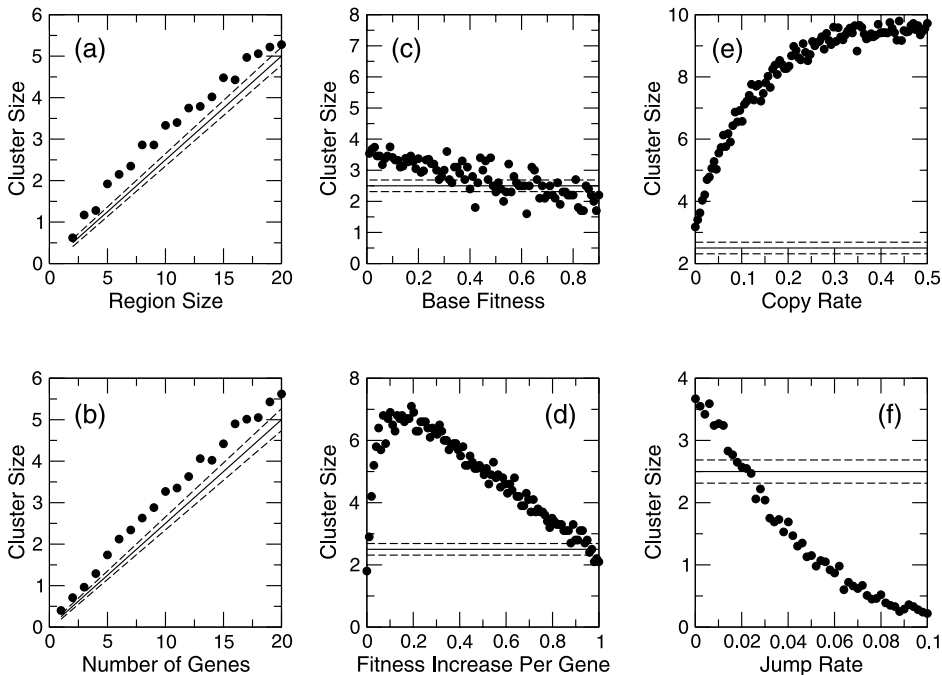 (a)
Cluster Size
6
5
4
3
2
1
0
0 5 10 15 20
Region Size
(c)
Cluster Size
8
7
6
5
4
3
2
1
0
0 0.2 0.4 0.6 0.8
Base Fitness
(e)
Cluster Size
10
8
6
4
2
0 0.1 0.2 0.3 0.4 0.5
Copy Rate
(b)
Cluster Size
6
5
4
3
2
1
0
0 5 10 15 20
Number of Genes
(d)
Cluster Size
8
6
4
2
0
0 0.2 0.4 0.6 0.8 1
Fitness Increase Per Gene
(f)
Cluster Size
4
3
2
1
0
0 0.02 0.04 0.06 0.08 0.1
Jump Rate